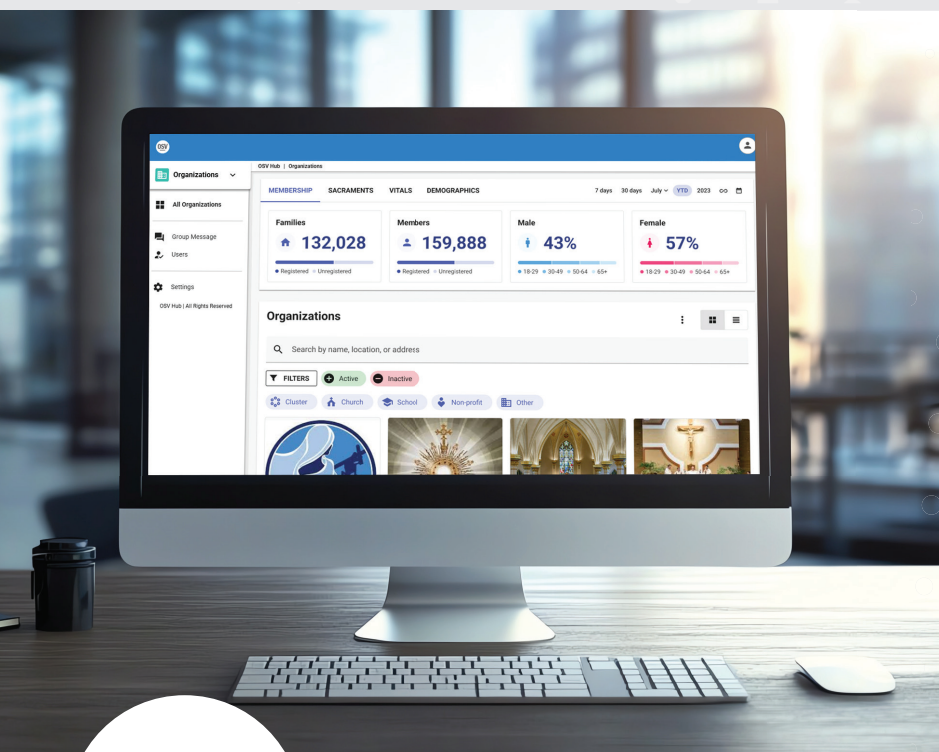 OSV
Organizations
OSV Hub | Organizations
All Organizations
Group Message
Users
Settings
OSV Hub | All Rights Reserved
MEMBERSHIP SACRAMENTS VITALS DEMOGRAPHICS
7 days 30 days July YTD 2023
Families Members Male Female
132,028 159,888 43% 57%
Registered Unregistered Registered Unregistered 18-29 30-49 50-64 65+ 18-29 30-49 50-64 65+
Organizations
Search by name, location, or address
FILTERS Active Inactive
Cluster Church School Non-profit Other